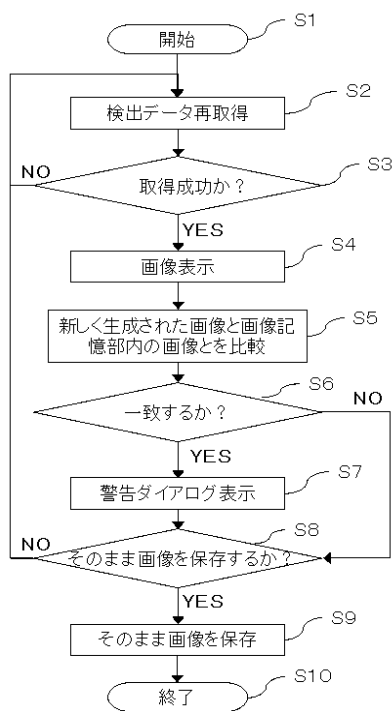 開始
S1
検出データ再取得
S2
取得成功か？
S3
NO
YES
画像表示
S4
新しく生成された画像と画像記
憶部内の画像とを比較
S5
一致するか？
S6
NO
YES
警告ダイアログ表示
S7
そのまま画像を保存するか？
S8
NO
YES
そのまま画像を保存
S9
終了
S10